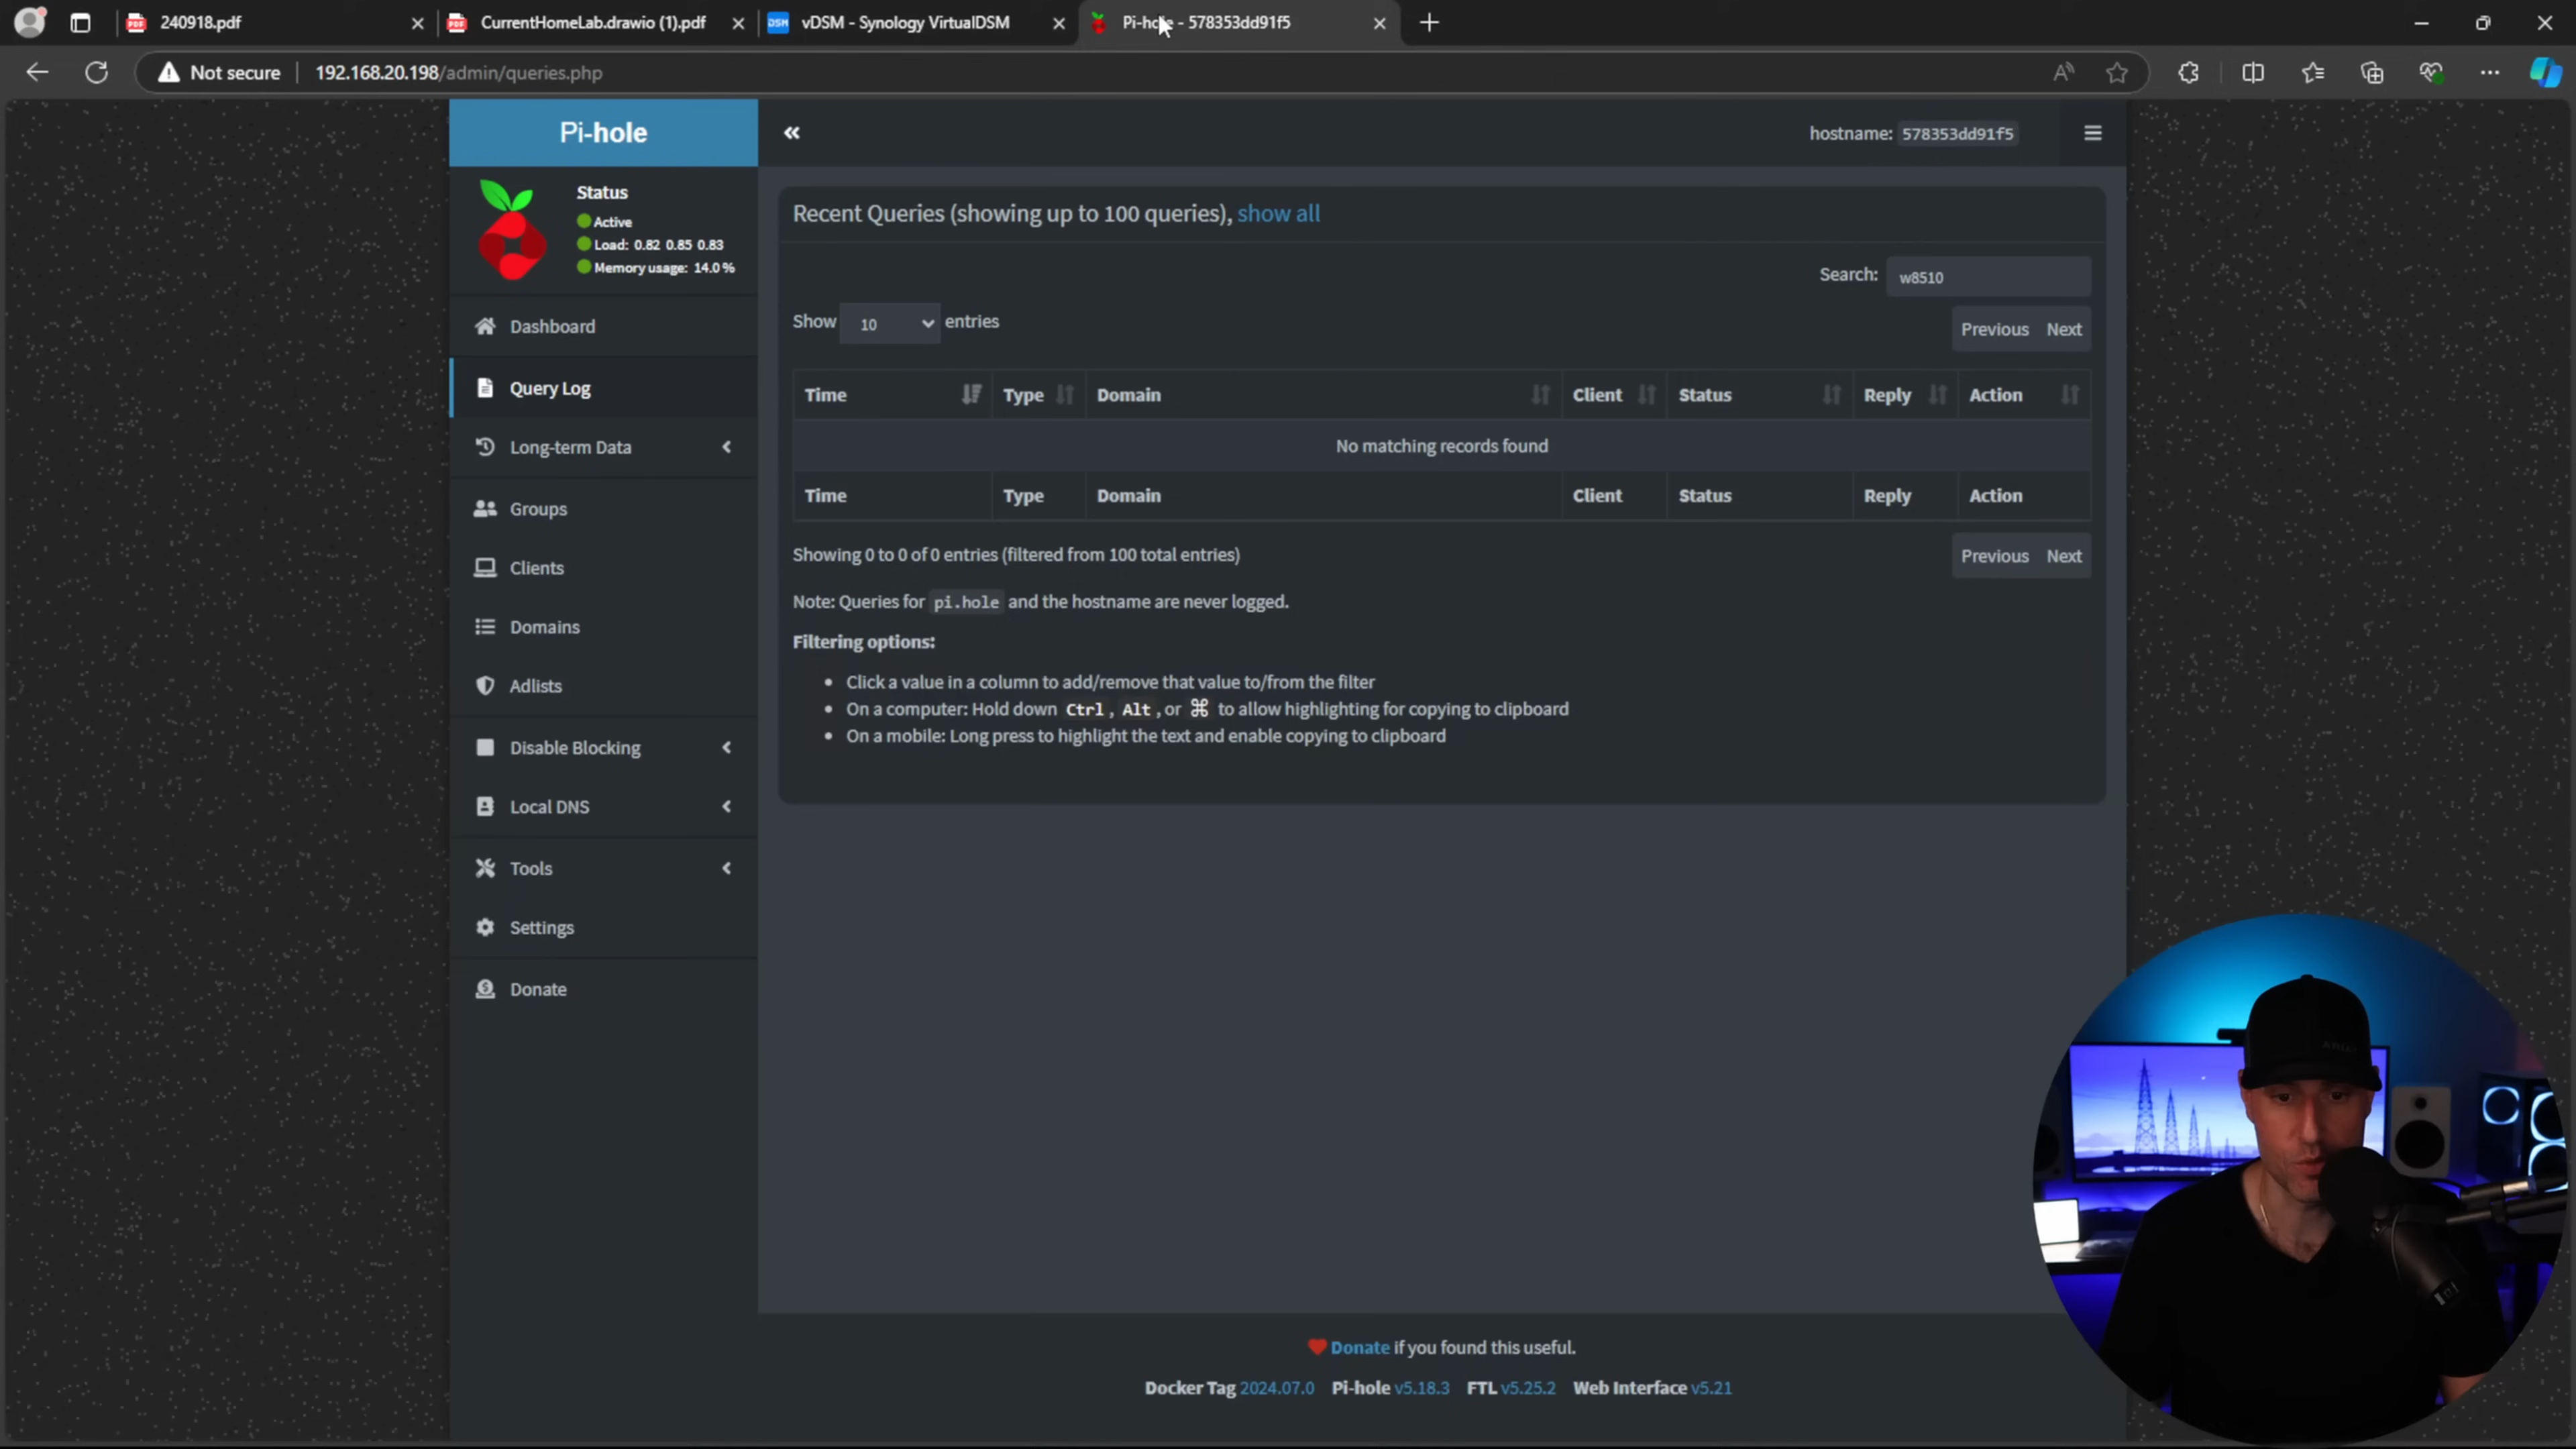 240918.pdf
CurrentHomeLab.drawio (1).pdf
DSM
vDSM - Synology VirtualDSM
Pi-hole - 578353dd91f5
Not secure
192.168.20.198/admin/queries.php
Pi-hole
hostname: 578353dd91f5
Status
Active
Load: 0.82 0.85 0.83
Memory usage: 14.0 %
Dashboard
Query Log
Long-term Data
Groups
Clients
Domains
Adlists
Disable Blocking
Local DNS
Tools
Settings
Donate
Recent Queries (showing up to 100 queries), show all
Search: w8510
Show 10 entries
Previous Next
Time Type Domain Client Status Reply Action
No matching records found
Time Type Domain Client Status Reply Action
Showing 0 to 0 of 0 entries (filtered from 100 total entries)
Previous Next
Note: Queries for pi.hole and the hostname are never logged.
Filtering options:
• Click a value in a column to add/remove that value to/from the filter
• On a computer: Hold down Ctrl, Alt, or ⌘ to allow highlighting for copying to clipboard
• On a mobile: Long press to highlight the text and enable copying to clipboard
Donate if you found this useful.
Docker Tag 2024.07.0 Pi-hole v5.18.3 FTL v5.25.2 Web Interface v5.21